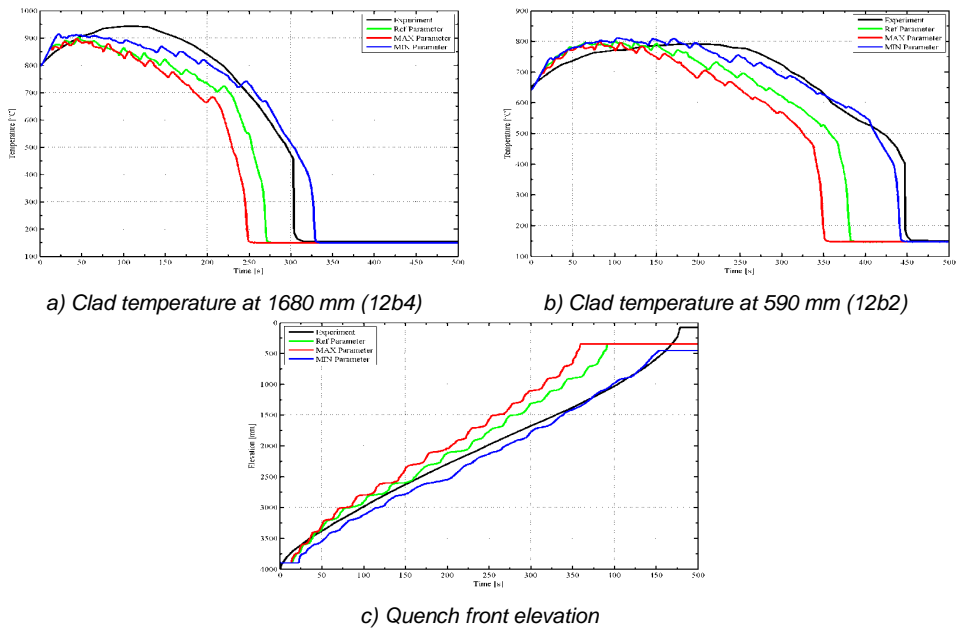 1000
900
800
700
600
500
400
300
200
100
Temperature [°C]
0 50 100 150 200 250 300 350 400 450 500
Time [s]
Experiment
Ref Parameter
MAX Parameter
MIN Parameter
a) Clad temperature at 1680 mm (12b4)
900
800
700
600
500
400
300
200
100
Temperature [°C]
0 50 100 150 200 250 300 350 400 450 500
Time [s]
Experiment
Ref Parameter
MAX Parameter
MIN Parameter
b) Clad temperature at 590 mm (12b2)
0
500
1000
1500
2000
2500
3000
3500
4000
Elevation [mm]
0 50 100 150 200 250 300 350 400 450 500
Time [s]
Experiment
Ref Parameter
MAX Parameter
MIN Parameter
c) Quench front elevation